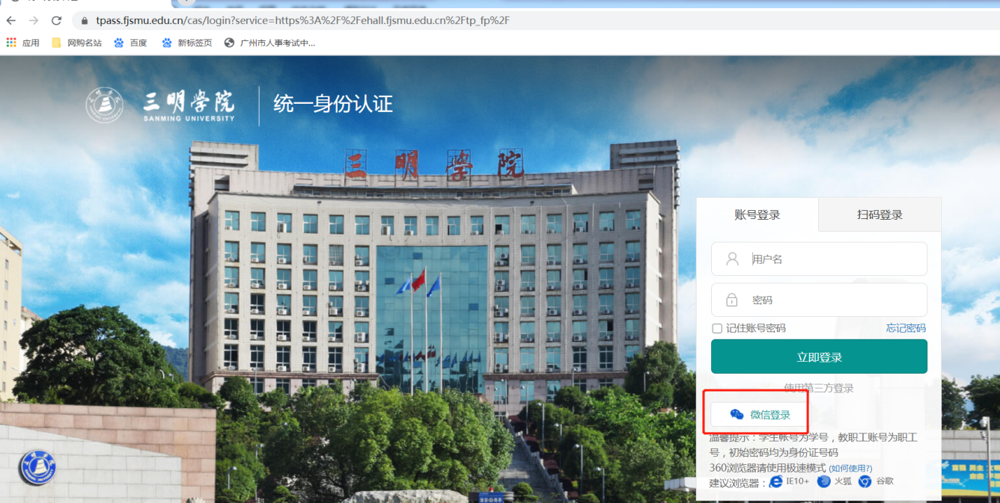 tpass.fjsmu.edu.cn/cas/login?service=https%3A%2F%2Fehall.fjsmu.edu.cn%2Ftp_fp%2F
应用 网购名站 百度 新标签页 广州市人事考试中...
三明学院 统一身份认证
SANMING UNIVERSITY
三明学院
账号登录 扫码登录
用户名
密码
记住账号密码 忘记密码
立即登录
使用第三方登录
微信登录
温馨提示：学生帐号为学号，教职工账号为职工
号，初始密码均为身份证号码
360浏览器请使用极速模式 (如何使用?)
建议浏览器： IE10+ 火狐 谷歌